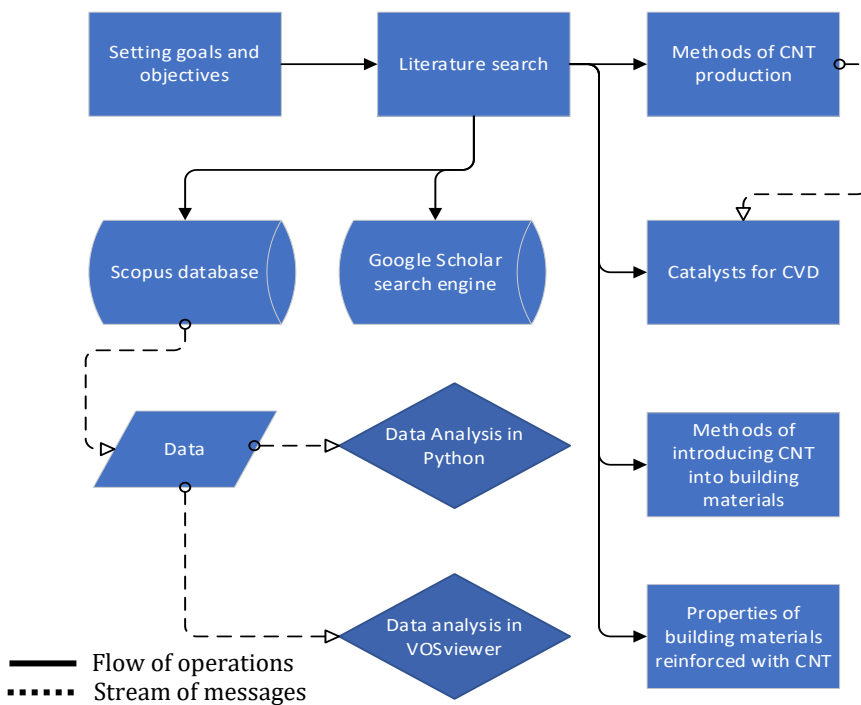 Setting goals and
objectives
Literature search
Methods of CNT
production
Scopus database
Google Scholar
search engine
Catalysts for CVD
Data
Data Analysis in
Python
Methods of
introducing CNT
into building
materials
Data analysis in
VOSviewer
Properties of
building materials
reinforced with CNT
Flow of operations
Stream of messages